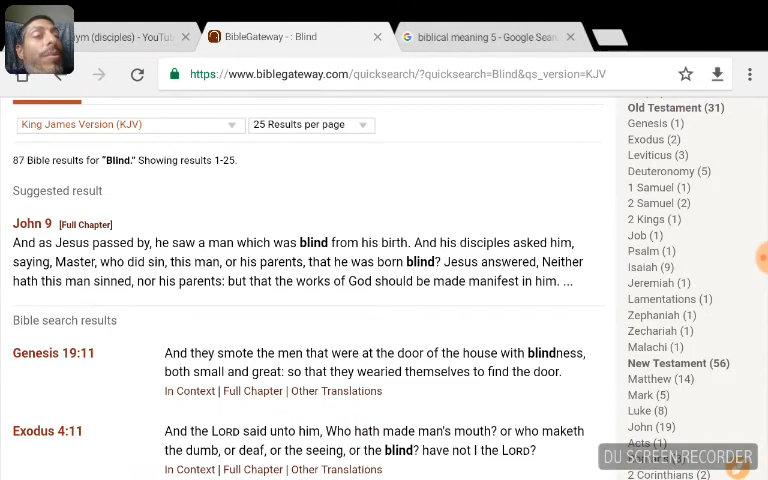 ym (disciples) - YouTu
BibleGateway - : Blind
biblical meaning 5 - Google Sear
https://www.biblegateway.com/quicksearch/?quicksearch=Blind&qs_version=KJV
King James Version (KJV)
25 Results per page
87 Bible results for "Blind." Showing results 1-25.
Suggested result
John 9 [Full Chapter]
And as Jesus passed by, he saw a man which was blind from his birth. And his disciples asked him,
saying, Master, who did sin, this man, or his parents, that he was born blind? Jesus answered, Neither
hath this man sinned, nor his parents: but that the works of God should be made manifest in him. ...
Bible search results
Genesis 19:11
And they smote the men that were at the door of the house with blindness,
both small and great: so that they wearied themselves to find the door.
In Context | Full Chapter | Other Translations
Exodus 4:11
And the LORD said unto him, Who hath made man's mouth? or who maketh
the dumb, or deaf, or the seeing, or the blind? have not I the LORD?
In Context | Full Chapter | Other Translations
Old Testament (31)
Genesis (1)
Exodus (2)
Leviticus (3)
Deuteronomy (5)
1 Samuel (1)
2 Samuel (2)
2 Kings (1)
Job (1)
Psalm (1)
Isaiah (9)
Jeremiah (1)
Lamentations (1)
Zephaniah (1)
Zechariah (1)
Malachi (1)
New Testament (56)
Matthew (14)
Mark (5)
Luke (8)
John (19)
Acts (1)
DU SCREEN RECORDER
2 Corinthians (2)